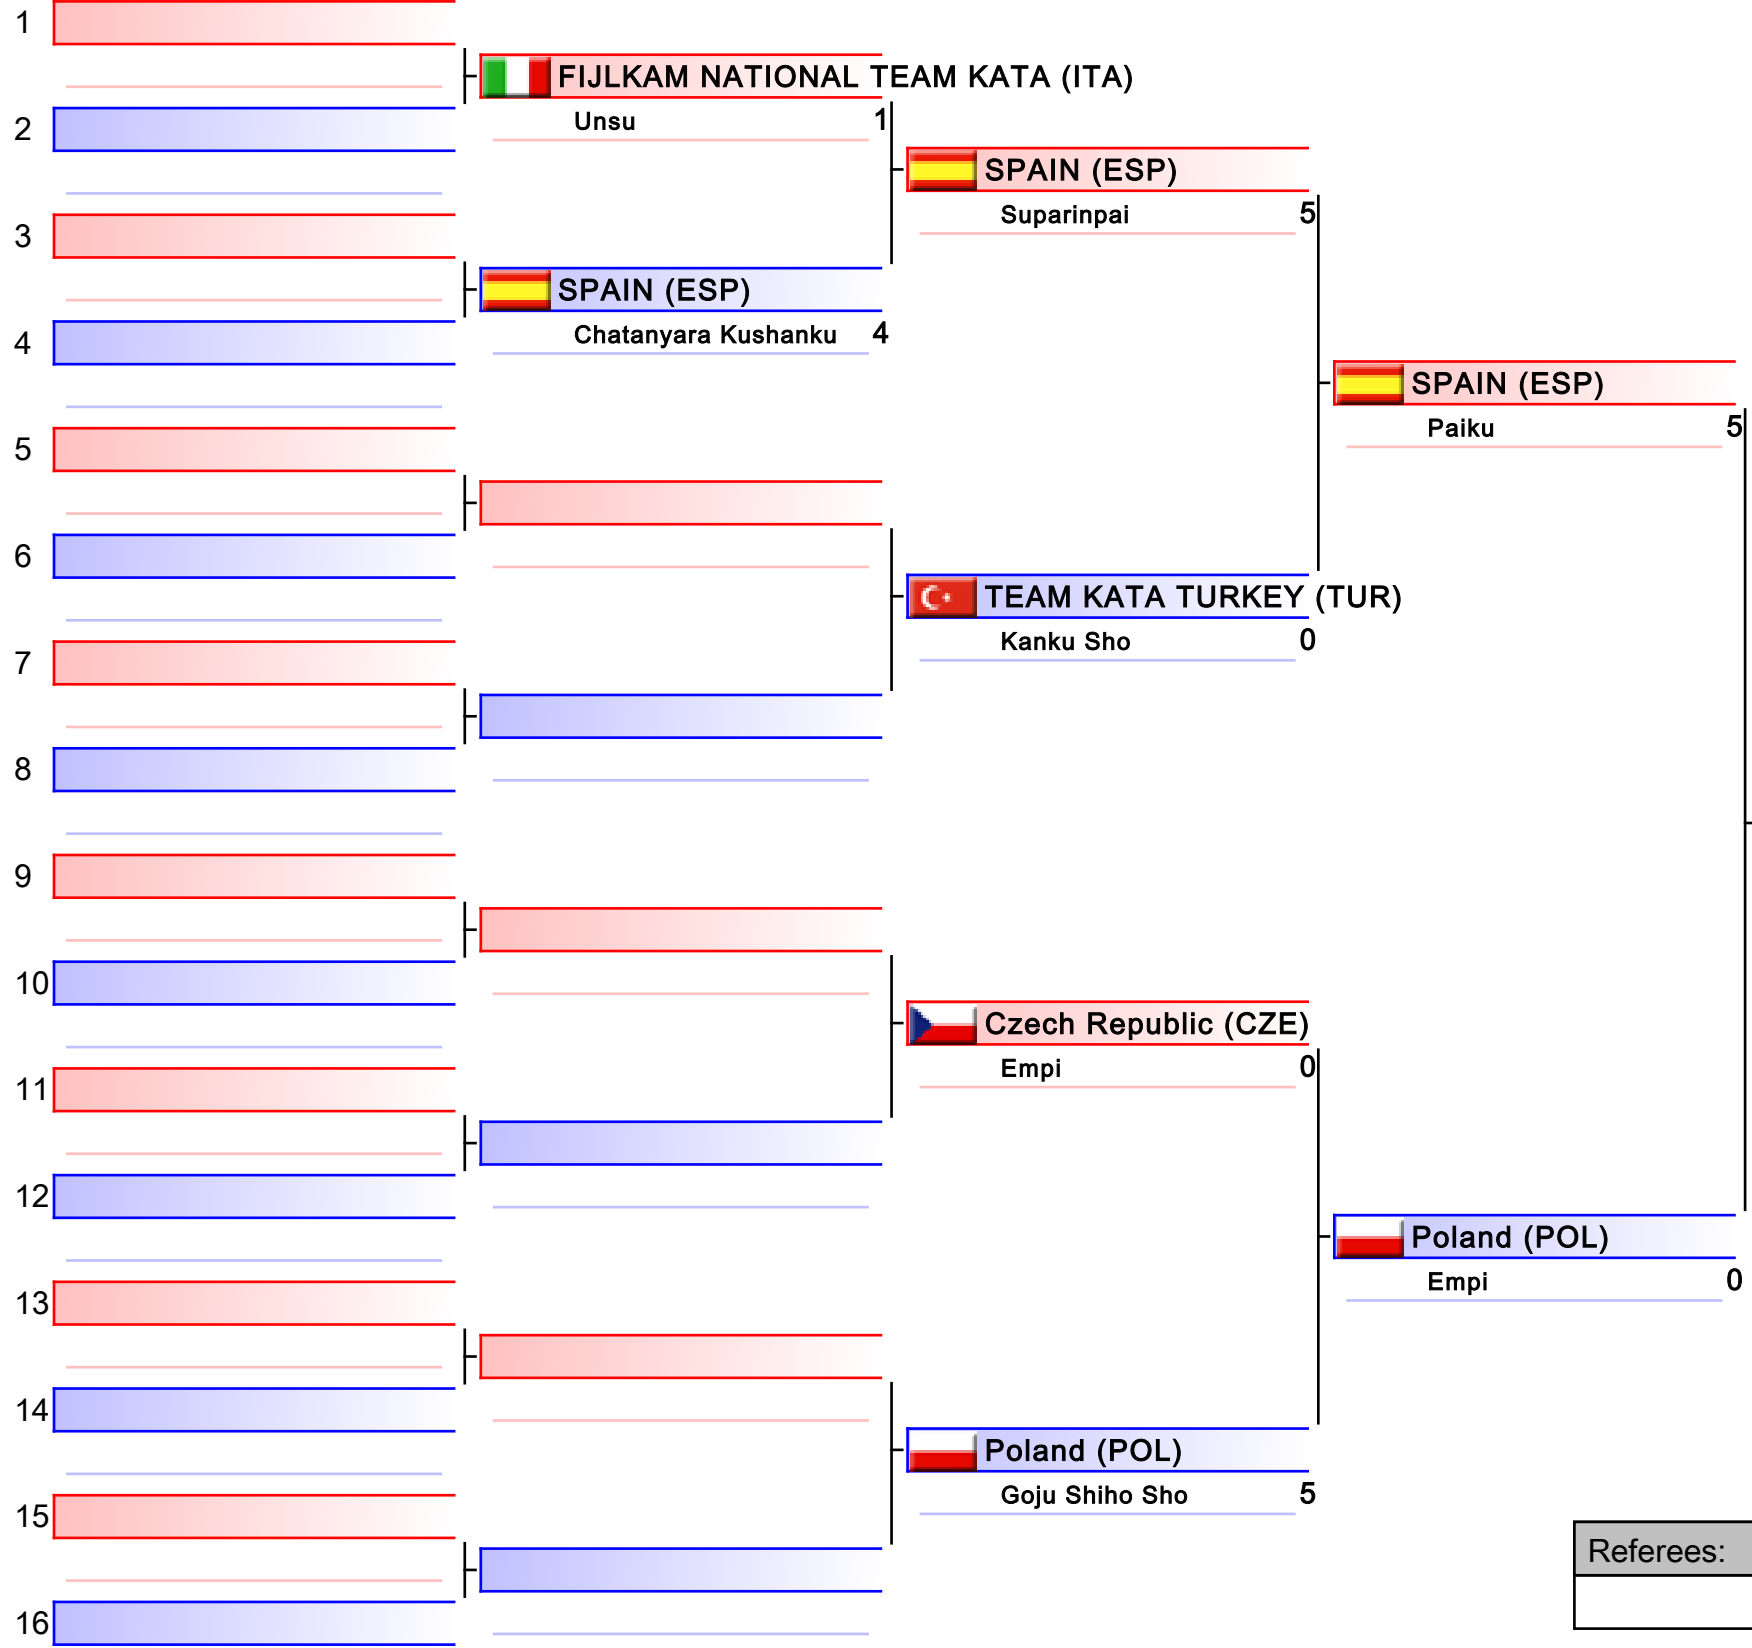 1
FIJLKAM NATIONAL TEAM KATA (ITA)
Unsu 1
2
SPAIN (ESP)
Suparinpai 5
3
SPAIN (ESP)
Chatanyara Kushanku 4
4
SPAIN (ESP)
Paiku 5
5
6
TEAM KATA TURKEY (TUR)
Kanku Sho 0
7
8
9
10
Czech Republic (CZE)
Empi 0
11
12
Poland (POL)
Empi 0
13
14
Poland (POL)
Goju Shiho Sho 5
15
Referees:
16